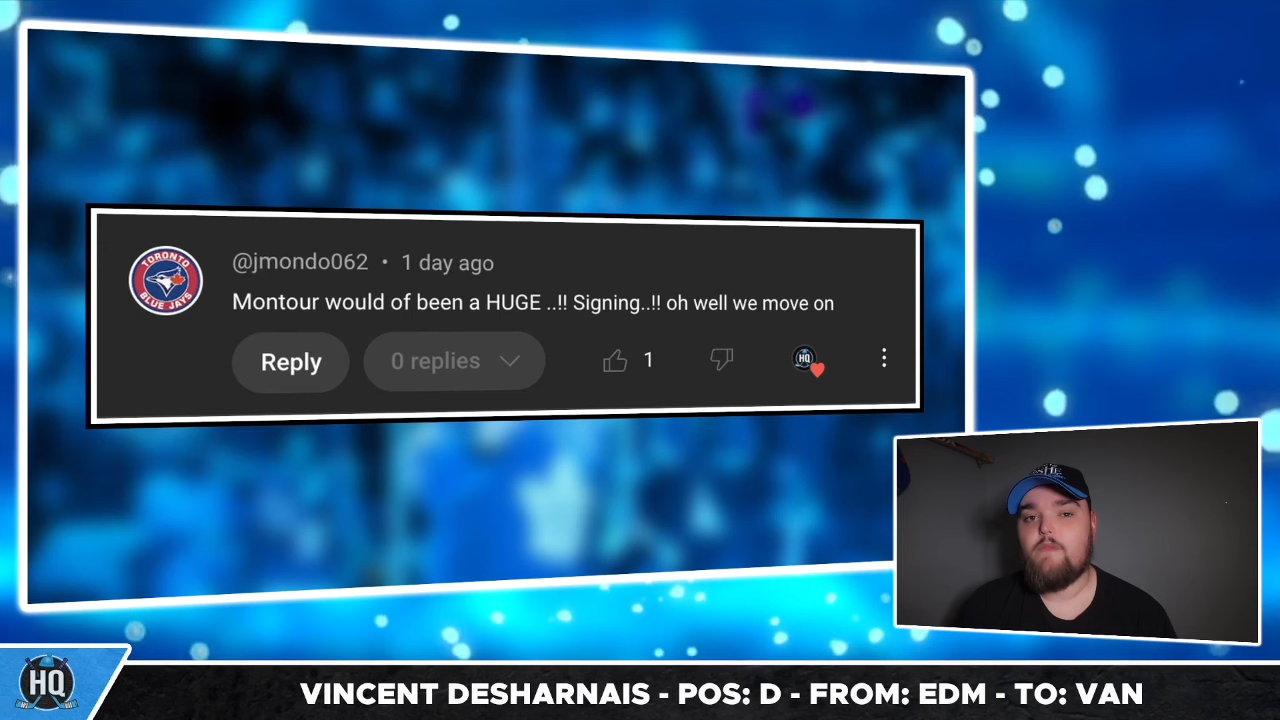 @jmondo062 • 1 day ago
TORONTO
BLUE JAYS
Montour would of been a HUGE ..!! Signing..!! oh well we move on
Reply
0 replies
1
HQ
HQ
VINCENT DESHARNAIS - POS: D - FROM: EDM - TO: VAN